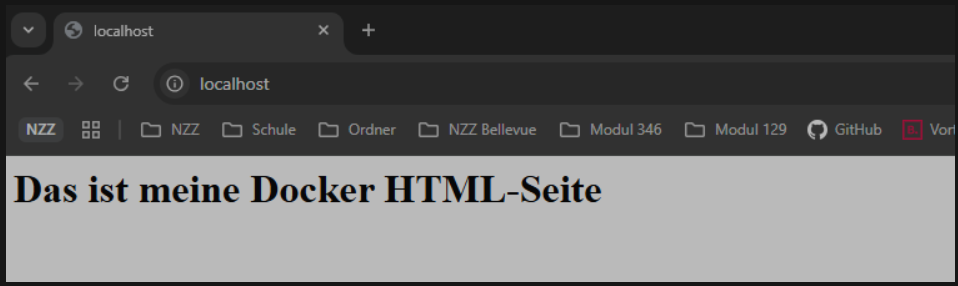 localhost
localhost
NZZ NZZ Schule Ordner NZZ Bellevue Modul 346 Modul 129 GitHub B.
Das ist meine Docker HTML-Seite